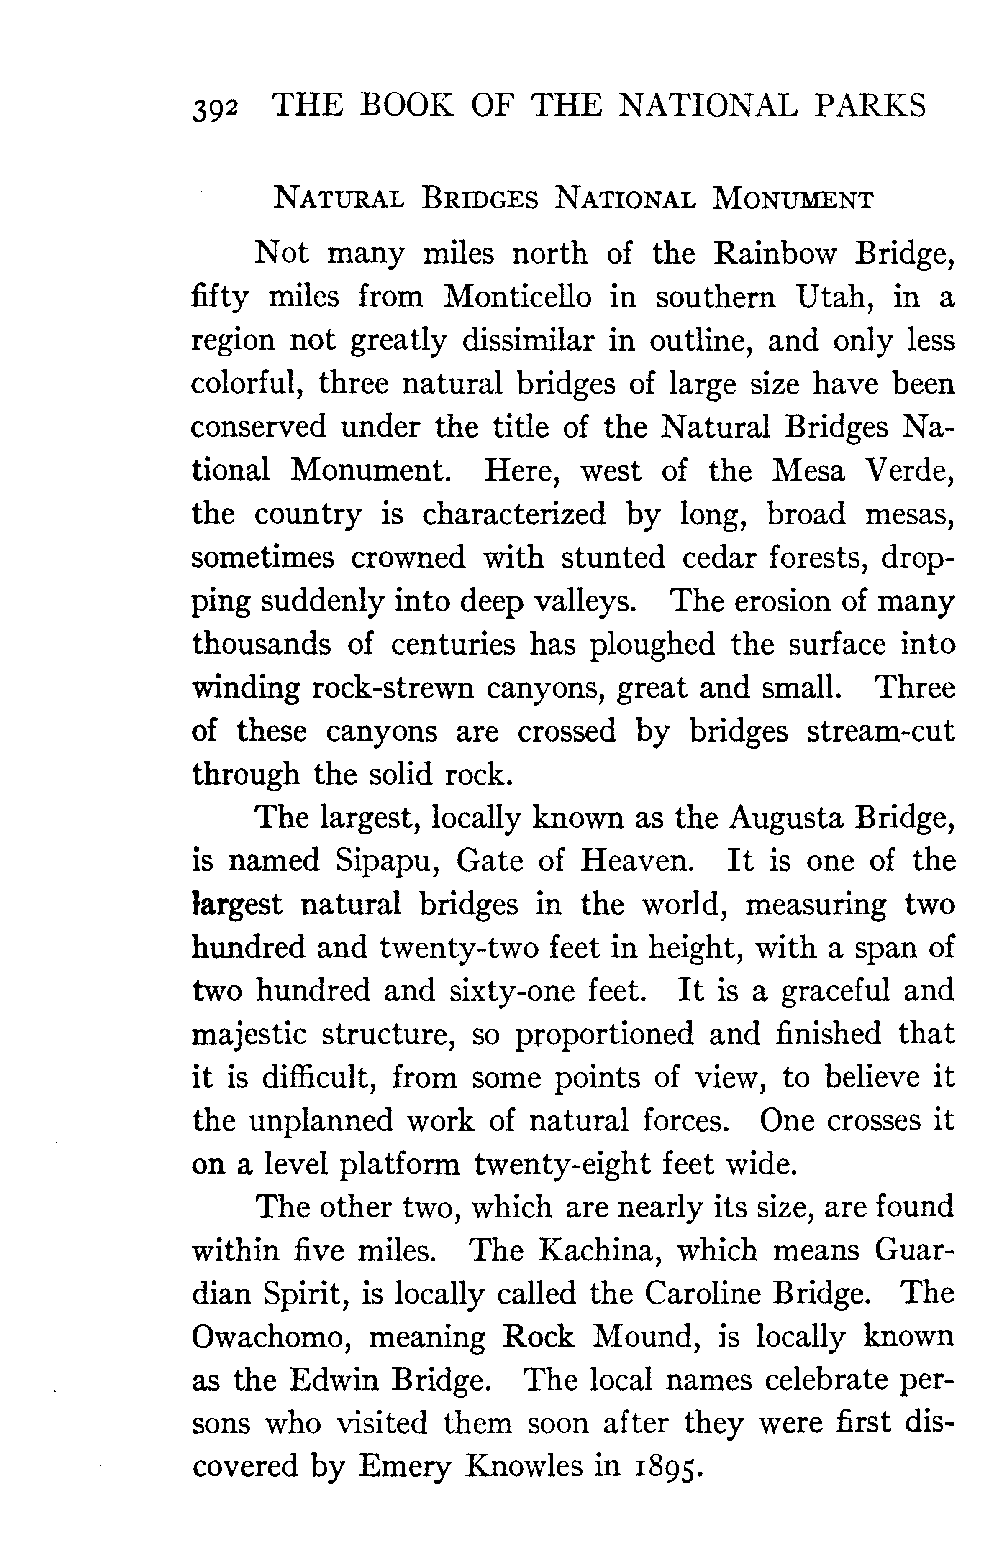 392 THE BOOK OF THE NATIONAL PARKS
NATURAL BRIDGES NATIONAL MONUMENT
Not many miles north of the Rainbow Bridge,
fifty miles from Monticello in southern Utah, in a
region not greatly dissimilar in outline, and only less
colorful, three natural bridges of large size have been
conserved under the title of the Natural Bridges Na-
tional Monument. Here, west of the Mesa Verde,
the country is characterized by long, broad mesas,
sometimes crowned with stunted cedar forests, drop-
ping suddenly into deep valleys. The erosion of many
thousands of centuries has ploughed the surface into
winding rock-strewn canyons, great and small. Three
of these canyons are crossed by bridges stream-cut
through the solid rock.
The largest, locally known as the Augusta Bridge,
is named Sipapu, Gate of Heaven. It is one of the
largest natural bridges in the world, measuring two
hundred and twenty-two feet in height, with a span of
two hundred and sixty-one feet. It is a graceful and
majestic structure, so proportioned and finished that
it is difficult, from some points of view, to believe it
the unplanned work of natural forces. One crosses it
on a level platform twenty-eight feet wide.
The other two, which are nearly its size, are found
within five miles. The Kachina, which means Guar-
dian Spirit, is locally called the Caroline Bridge. The
Owachomo, meaning Rock Mound, is locally known
as the Edwin Bridge. The local names celebrate per-
sons who visited them soon after they were first dis-
covered by Emery Knowles in 1895.